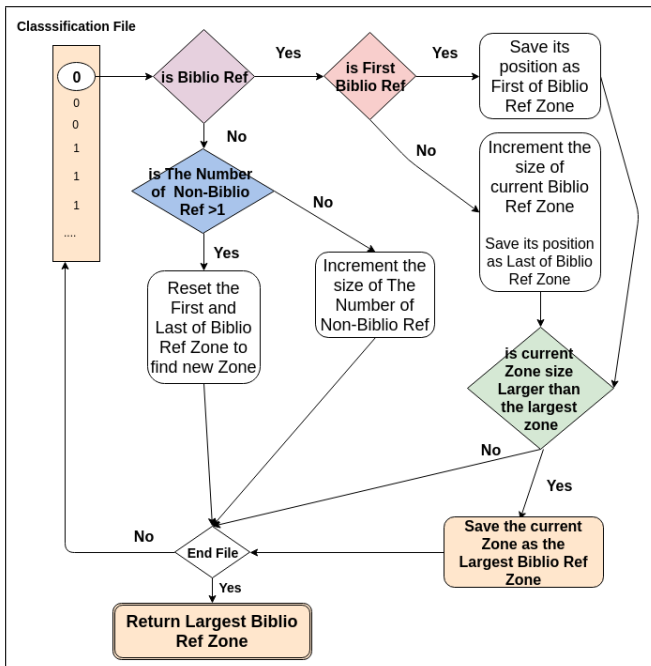 Classsification File
0
0
0
1
1
1
....
is Biblio Ref
Yes
is First
Biblio Ref
Yes
Save its
position as
First of Biblio
Ref Zone
No
No
is The Number
of Non-Biblio
Ref >1
No
Yes
Increment the
size of
current Biblio
Ref Zone
Save its position
as Last of Biblio
Ref Zone
Reset the
First and
Last of Biblio
Ref Zone to
find new Zone
Increment the
size of The
Number of
Non-Biblio Ref
is current
Zone size
Larger than
the largest
zone
No
Yes
Save the current
Zone as the
Largest Biblio Ref
Zone
End File
No
Yes
Return Largest Biblio
Ref Zone